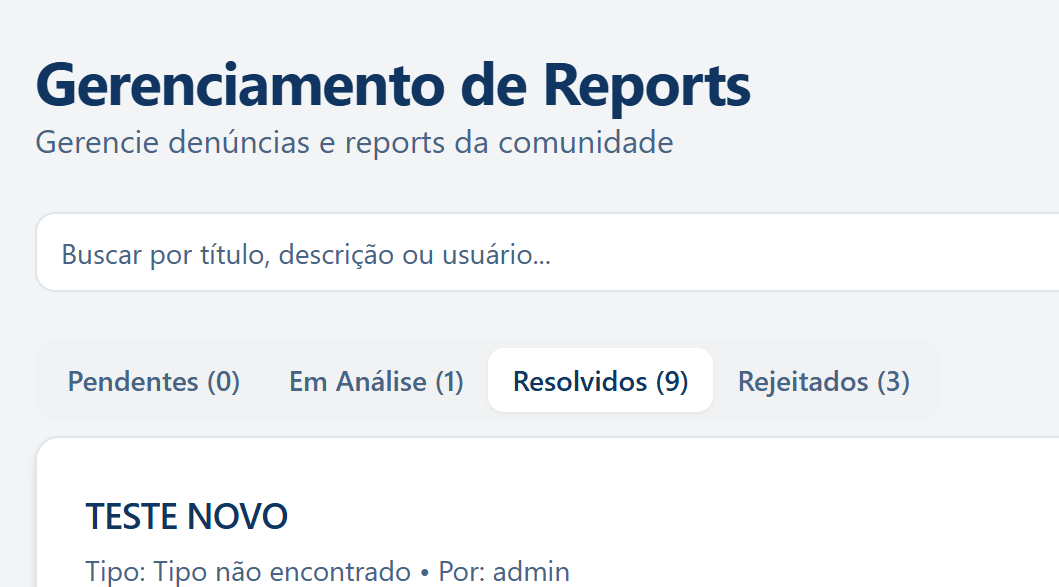 Gerenciamento de Reports
Gerencie denúncias e reports da comunidade
Buscar por título, descrição ou usuário...
Pendentes (0) Em Análise (1) Resolvidos (9) Rejeitados (3)
TESTE NOVO
Tipo: Tipo não encontrado • Por: admin